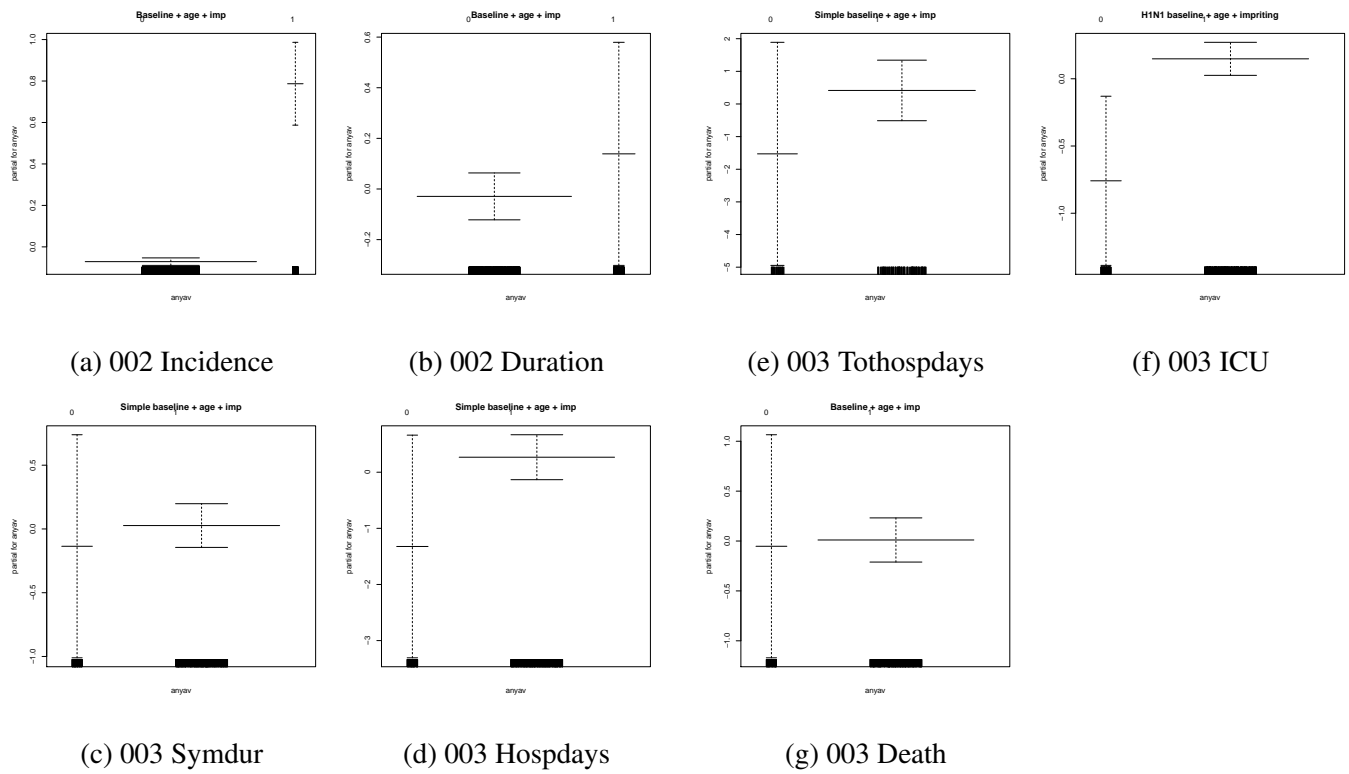 Baseline + age + imp
0
1
partial for anyav
1.0
0.8
0.6
0.4
0.2
0.0
anyav
(a) 002 Incidence
Baseline + age + imp
0
1
partial for anyav
0.6
0.4
0.2
0.0
−0.2
anyav
(b) 002 Duration
Simple baseline + age + imp
0
1
partial for anyav
2
1
0
−1
−2
−3
−4
−5
anyav
(e) 003 Tothospdays
H1N1 baseline + age + impriting
0
1
partial for anyav
0.0
−0.5
−1.0
anyav
(f) 003 ICU
Simple baseline + age + imp
0
1
partial for anyav
0.5
0.0
−0.5
−1.0
anyav
(c) 003 Symdur
Simple baseline + age + imp
0
1
partial for anyav
0
−1
−2
−3
anyav
(d) 003 Hospdays
Baseline + age + imp
0
1
partial for anyav
1.0
0.5
0.0
−0.5
−1.0
anyav
(g) 003 Death